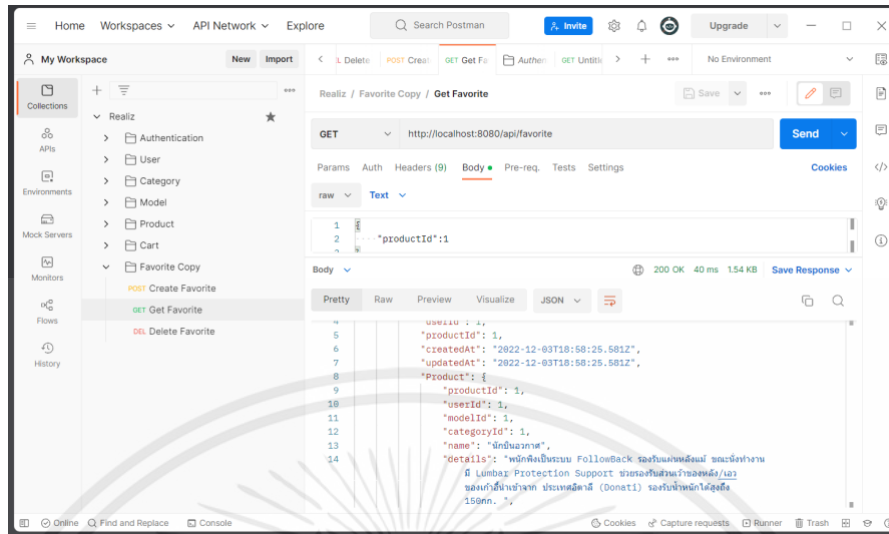 Home Workspaces API Network Explore Search Postman Invite Upgrade
My Workspace New Import Delete POST Creat GET Get Fa Authen GET Untitle No Environment
Collections
APIs
Environments
Mock Servers
Monitors
Flows
History
Realiz
Authentication
User
Category
Model
Product
Cart
Favorite Copy
POST Create Favorite
GET Get Favorite
DEL Delete Favorite
Realiz / Favorite Copy / Get Favorite Save
GET http://localhost:8080/api/favorite Send
Params Auth Headers (9) Body Pre-req. Tests Settings Cookies
raw Text
1 {
2 "productId":1
Body 200 OK 40 ms 1.54 KB Save Response
Pretty Raw Preview Visualize JSON
4 "userId": 1,
5 "productId": 1,
6 "createdAt": "2022-12-03T18:58:25.581Z",
7 "updatedAt": "2022-12-03T18:58:25.581Z",
8 "Product": {
9 "productId": 1,
10 "userId": 1,
11 "modelId": 1,
12 "categoryId": 1,
13 "name": "นักบินอวกาศ",
14 "details": "พนักพิงเป็นระบบ FollowBack รองรับแผ่นหลังแม้ ขณะนั่งทำงาน
มี Lumbar Protection Support ช่วยรองรับส่วนเว้าของหลัง/เอว
ของเก้าอี้นำเข้าจาก ประเทศอิตาลี (Donati) รองรับน้ำหนักได้สูงถึง
150กก. ",
Online Find and Replace Console Cookies Capture requests Runner Trash